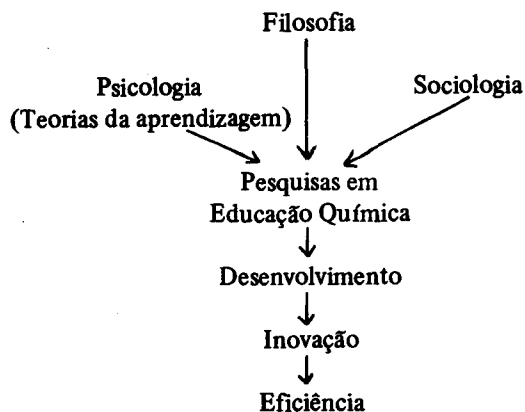 Filosofia
Psicologia
(Teorias da aprendizagem)
Sociologia
Pesquisas em
Educação Química
Desenvolvimento
Inovação
Eficiência